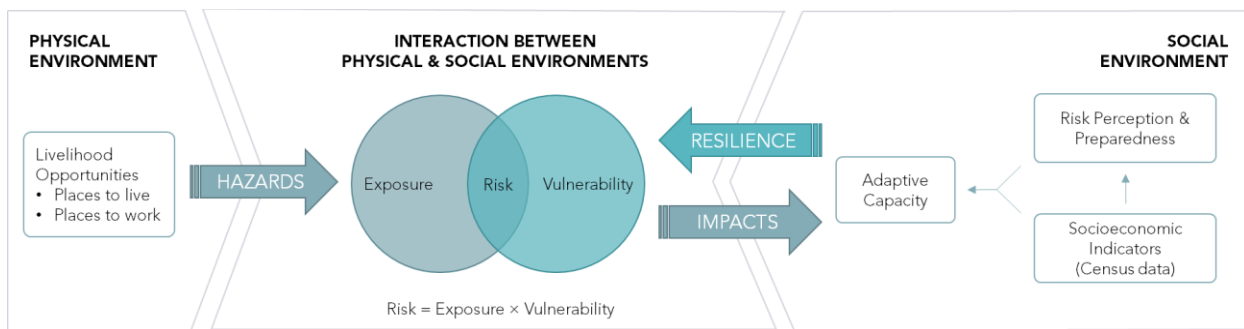 PHYSICAL
ENVIRONMENT
Livelihood
Opportunities
• Places to live
• Places to work
HAZARDS
INTERACTION BETWEEN
PHYSICAL & SOCIAL ENVIRONMENTS
Exposure
Risk
Vulnerability
Risk = Exposure × Vulnerability
RESILIENCE
IMPACTS
SOCIAL
ENVIRONMENT
Adaptive
Capacity
Risk Perception &
Preparedness
Socioeconomic
Indicators
(Census data)